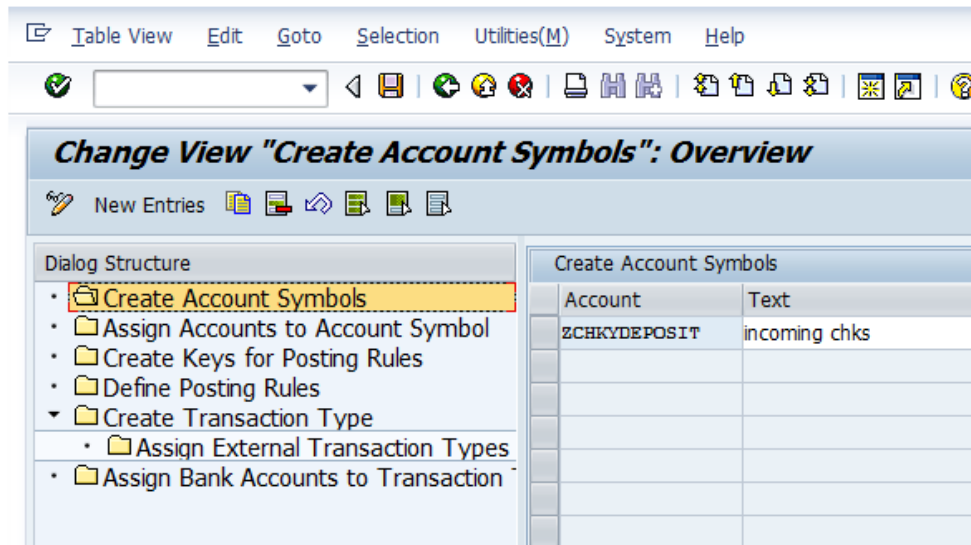 Table View Edit Goto Selection Utilities(M) System Help
Change View "Create Account Symbols": Overview
New Entries
Dialog Structure
Create Account Symbols
Assign Accounts to Account Symbol
Create Keys for Posting Rules
Define Posting Rules
Create Transaction Type
Assign External Transaction Types
Assign Bank Accounts to Transaction
Create Account Symbols
Account Text
ZCHKYDEPOSIT incoming chks